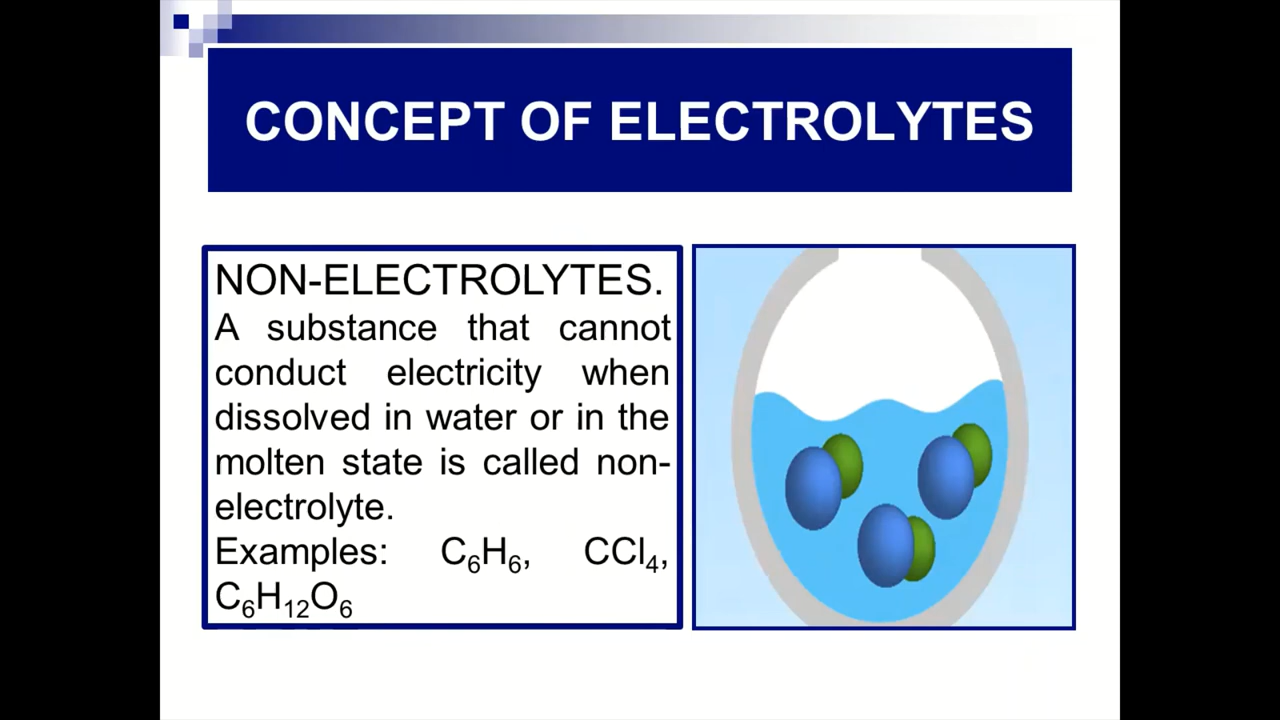 CONCEPT OF ELECTROLYTES
NON-ELECTROLYTES.
A substance that cannot
conduct electricity when
dissolved in water or in the
molten state is called non-
electrolyte.
Examples: C₆H₆, CCl₄,
C₆H₁₂O₆